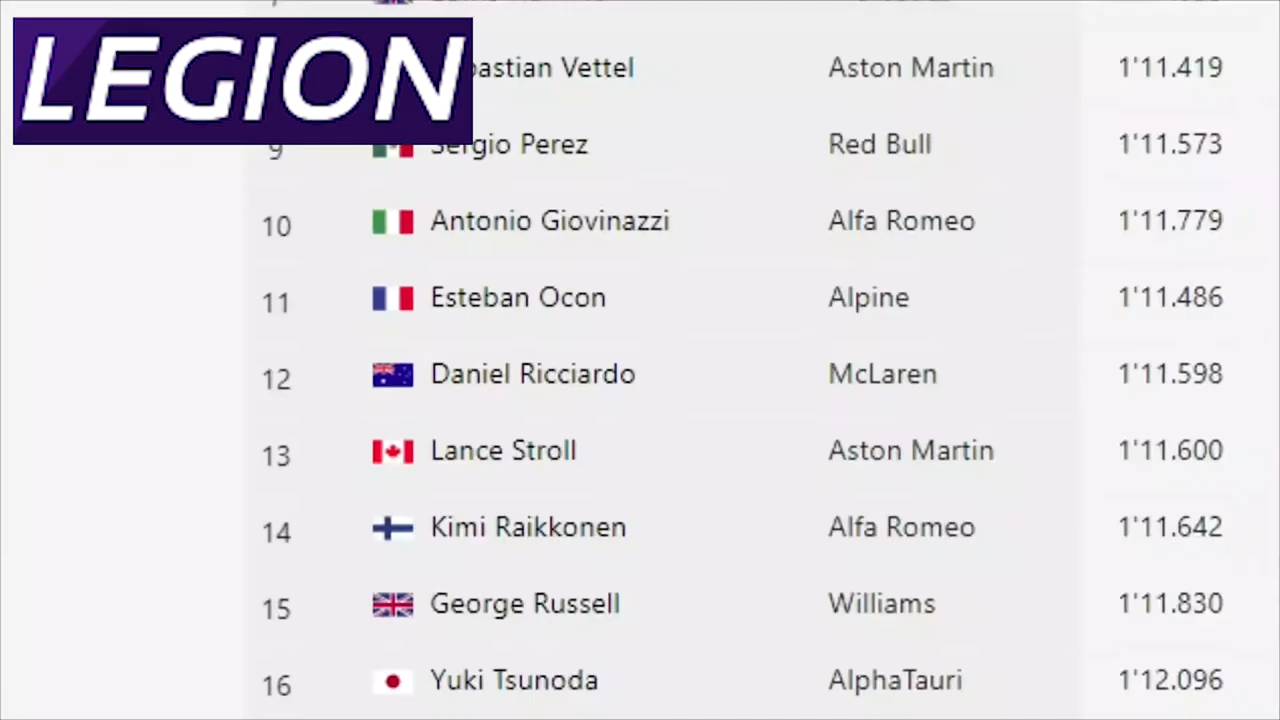 LEGION
bastian Vettel Aston Martin 1'11.419
9 Sergio Perez Red Bull 1'11.573
10 Antonio Giovinazzi Alfa Romeo 1'11.779
11 Esteban Ocon Alpine 1'11.486
12 Daniel Ricciardo McLaren 1'11.598
13 Lance Stroll Aston Martin 1'11.600
14 Kimi Raikkonen Alfa Romeo 1'11.642
15 George Russell Williams 1'11.830
16 Yuki Tsunoda AlphaTauri 1'12.096